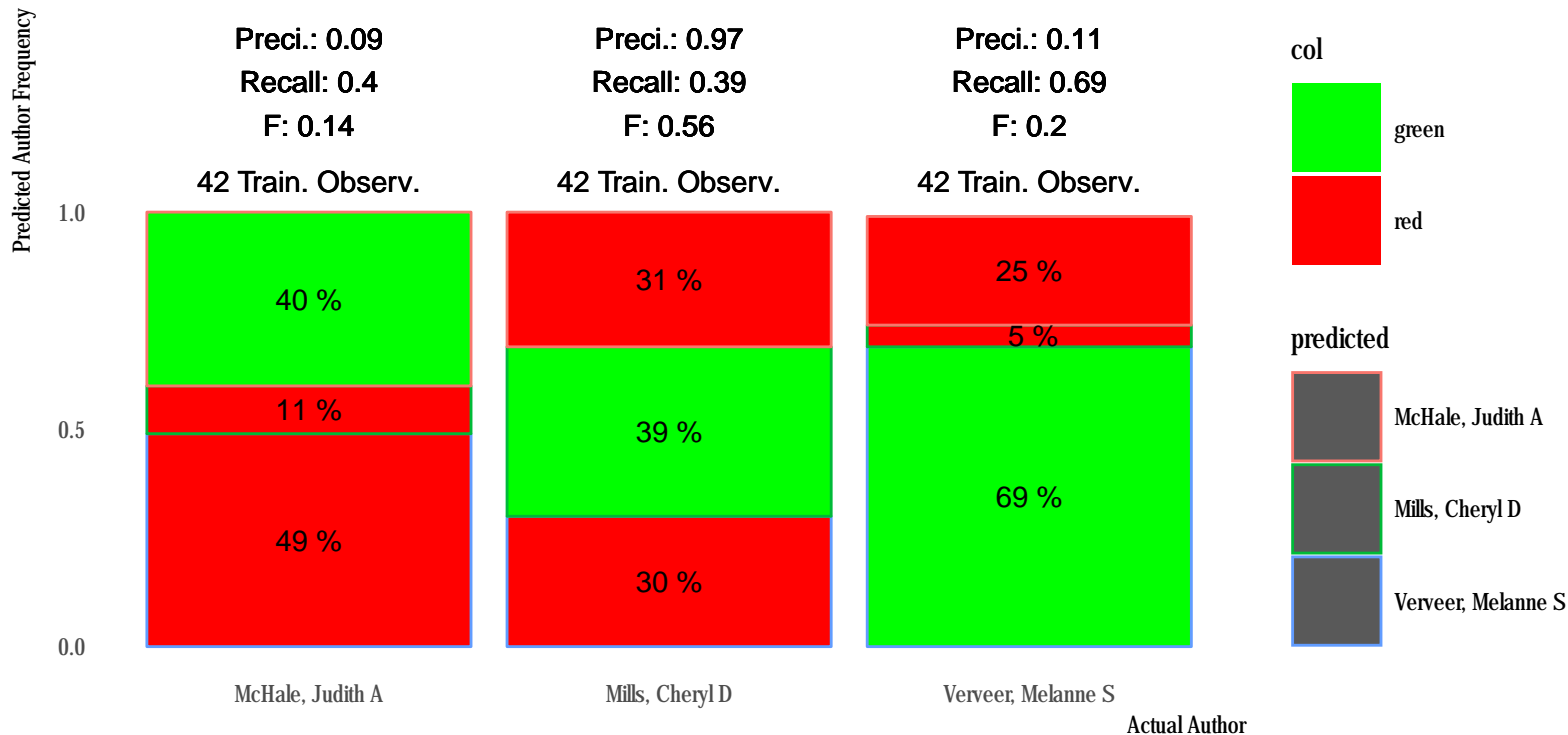 Predicted Author Frequency
Preci.: 0.09
Recall: 0.4
F: 0.14
42 Train. Observ.
Preci.: 0.97
Recall: 0.39
F: 0.56
42 Train. Observ.
Preci.: 0.11
Recall: 0.69
F: 0.2
42 Train. Observ.
1.0
0.5
0.0
40 %
11 %
49 %
31 %
39 %
30 %
25 %
5 %
69 %
McHale, Judith A
Mills, Cheryl D
Verveer, Melanne S
Actual Author
col
green
red
predicted
McHale, Judith A
Mills, Cheryl D
Verveer, Melanne S